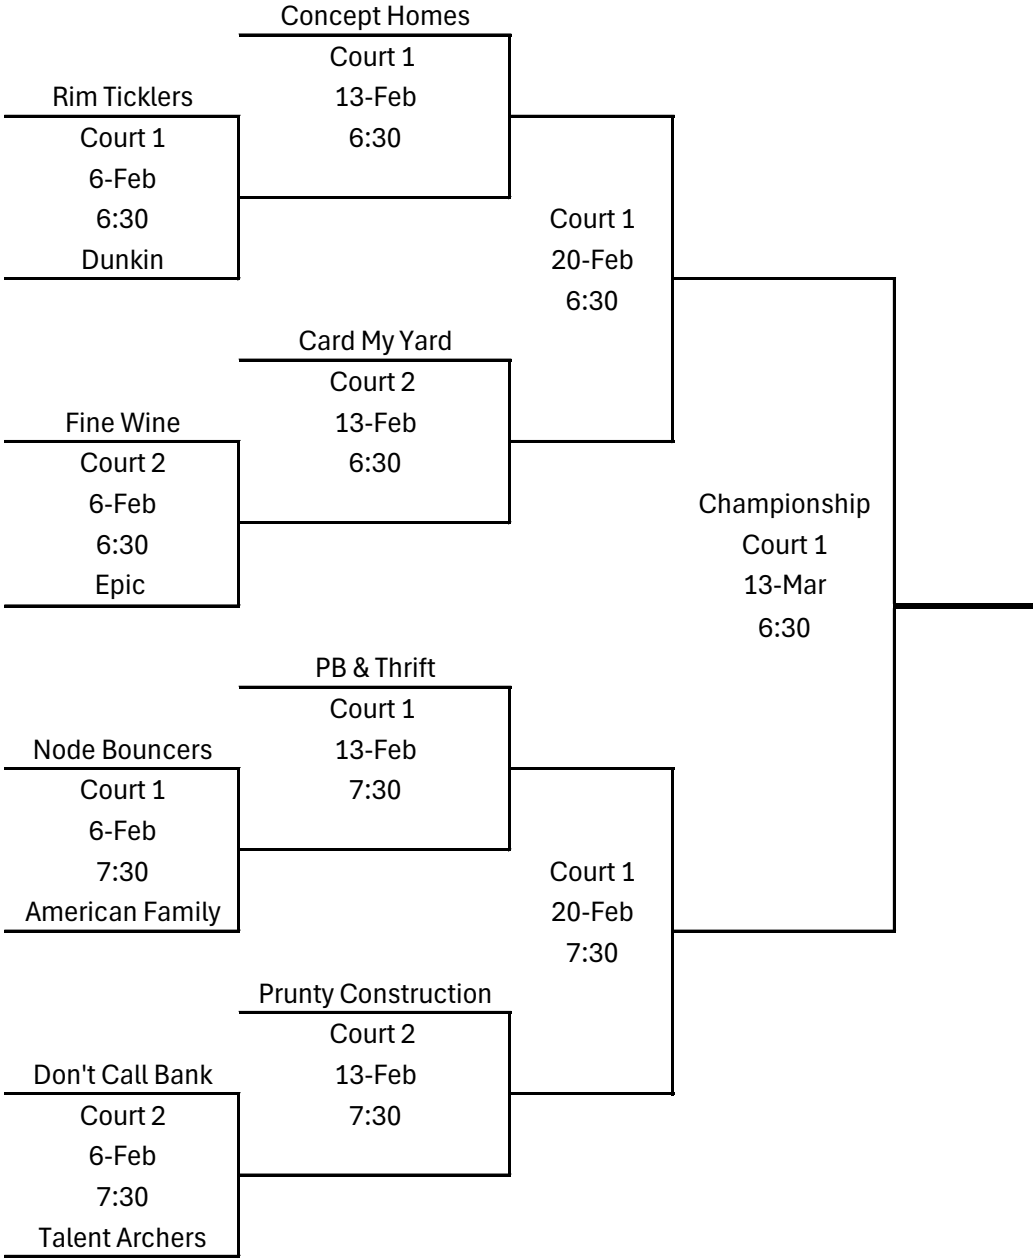 Concept Homes
Court 1
13-Feb
6:30
Rim Ticklers
Court 1
6-Feb
6:30
Dunkin
Court 1
20-Feb
6:30
Card My Yard
Court 2
13-Feb
6:30
Fine Wine
Court 2
6-Feb
6:30
Epic
Championship
Court 1
13-Mar
6:30
PB & Thrift
Court 1
13-Feb
7:30
Node Bouncers
Court 1
6-Feb
7:30
American Family
Court 1
20-Feb
7:30
Prunty Construction
Court 2
13-Feb
7:30
Don't Call Bank
Court 2
6-Feb
7:30
Talent Archers